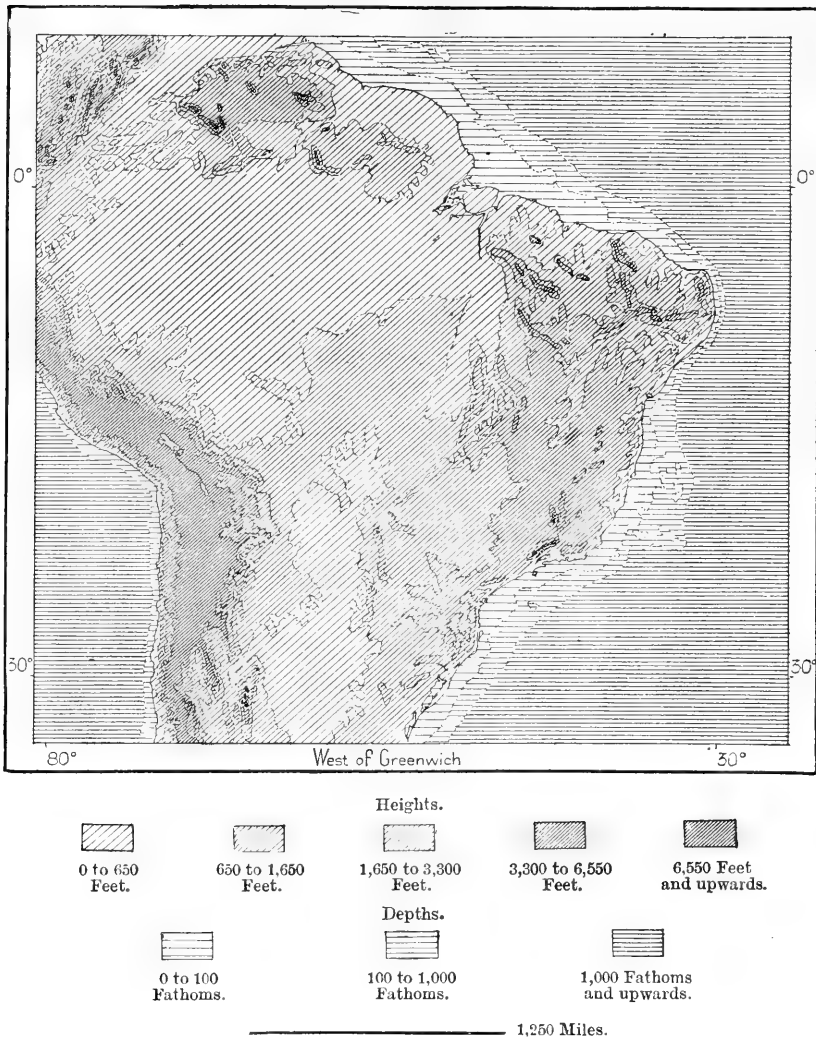 0° 0°
30° 30°
80° West of Greenwich 30°
Heights.
0 to 650 650 to 1,650 1,650 to 3,300 3,300 to 6,550 6,550 Feet
Feet. Feet. Feet. Feet. and upwards.
Depths.
0 to 100 100 to 1,000 1,000 Fathoms
Fathoms. Fathoms. and upwards.
1,250 Miles.